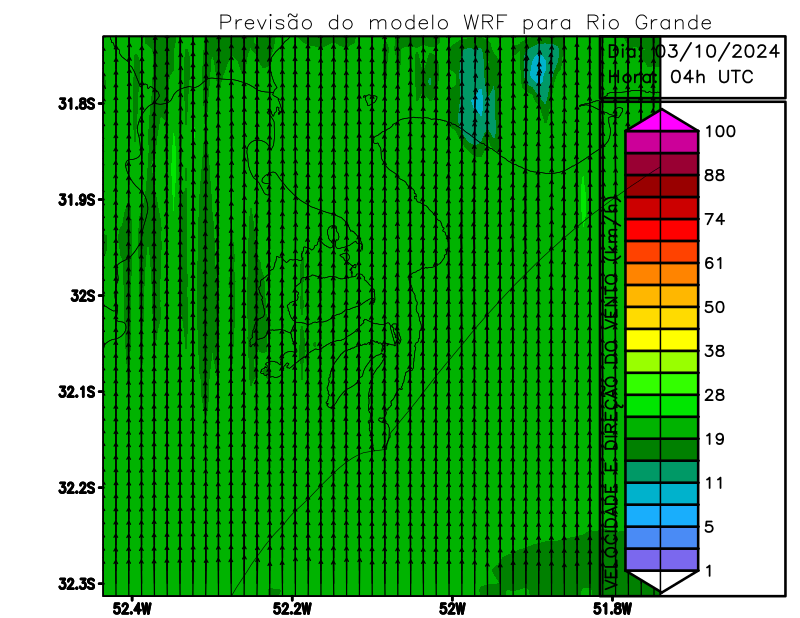 Previsão do modelo WRF para Rio Grande
Dia: 03/10/2024
Hora: 04h UTC
31.8S
31.9S
32S
32.1S
32.2S
32.3S
52.4W
52.2W
52W
51.8W
VELOCIDADE E DIREÇÃO DO VENTO (km/h)
100
88
74
61
50
38
28
19
11
5
1